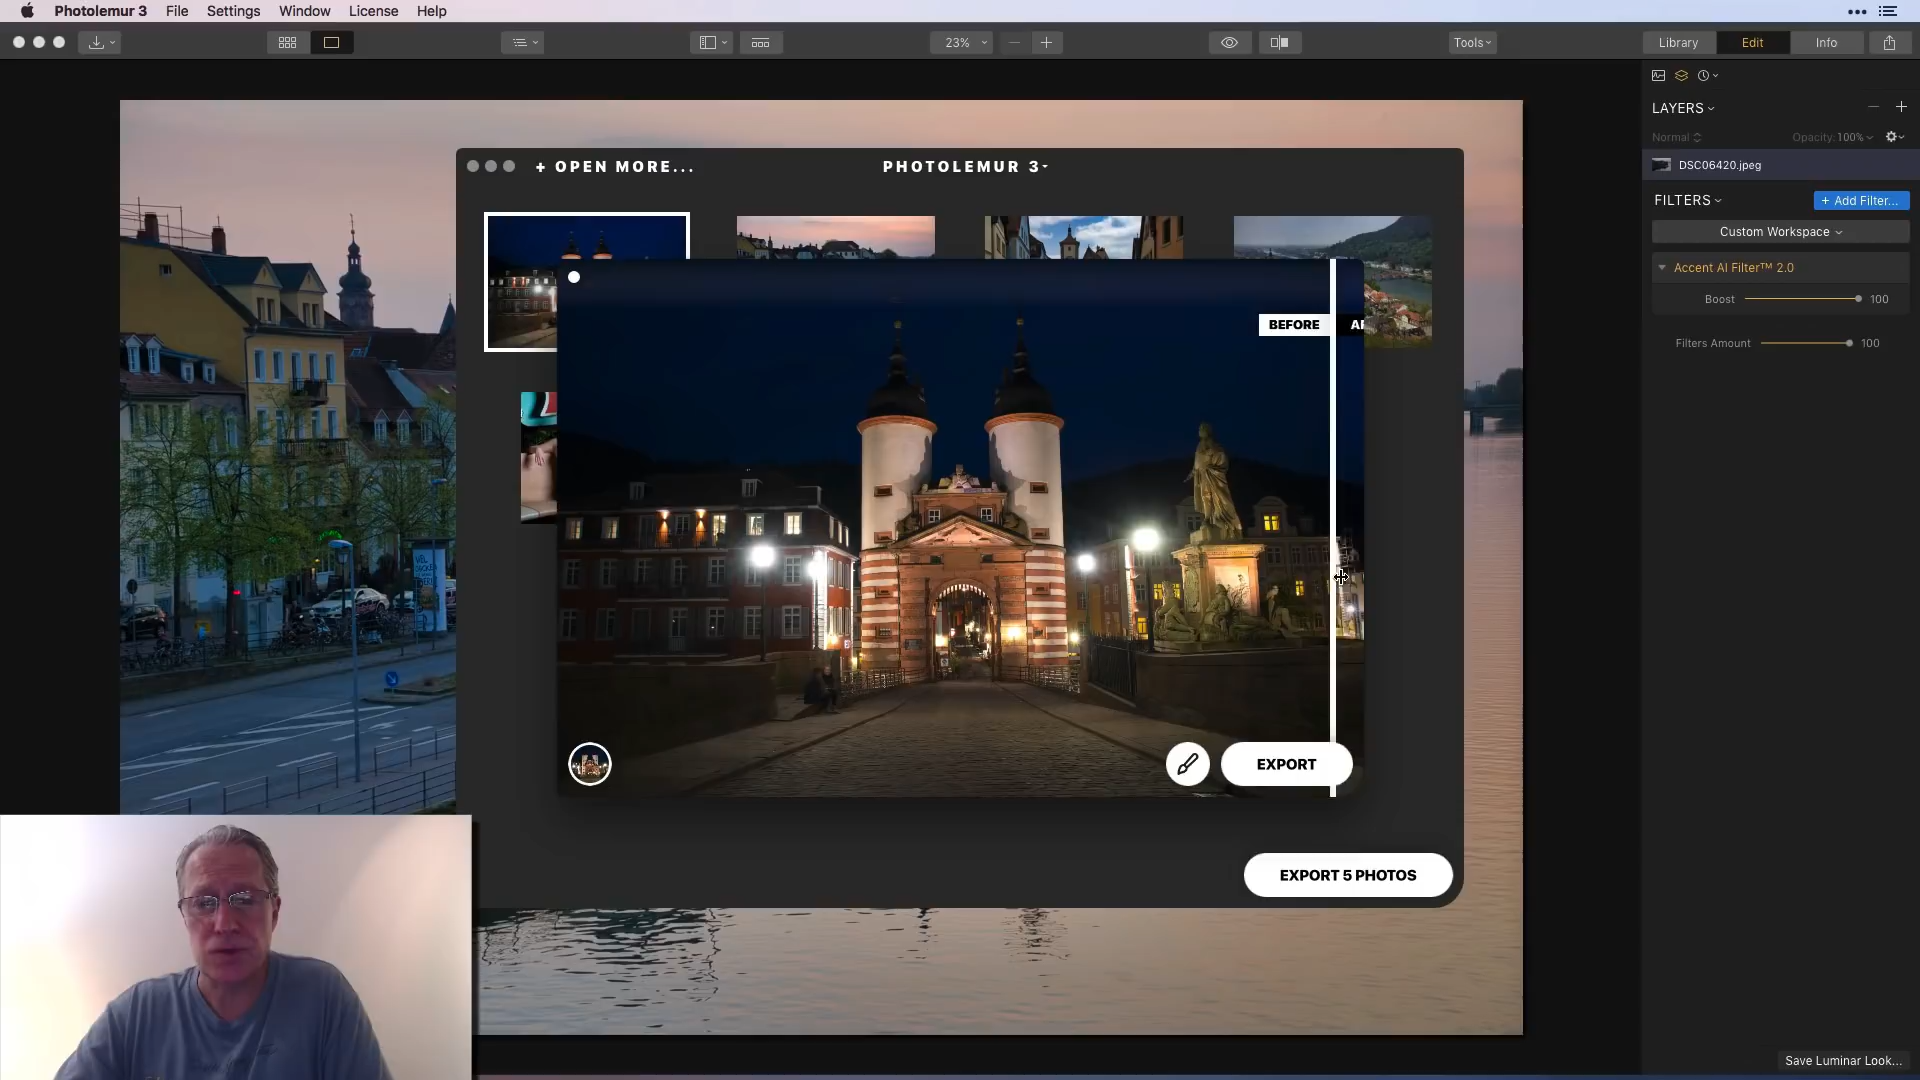 Photolemur 3 File Settings Window License Help
23% Tools Library Edit Info
LAYERS
Normal Opacity: 100%
DSC06420.jpeg
FILTERS + Add Filter...
Custom Workspace
Accent AI Filter™ 2.0
Boost 100
Filters Amount 100
+ OPEN MORE... PHOTOLEMUR 3
BEFORE
EXPORT
EXPORT 5 PHOTOS
Save Luminar Look...